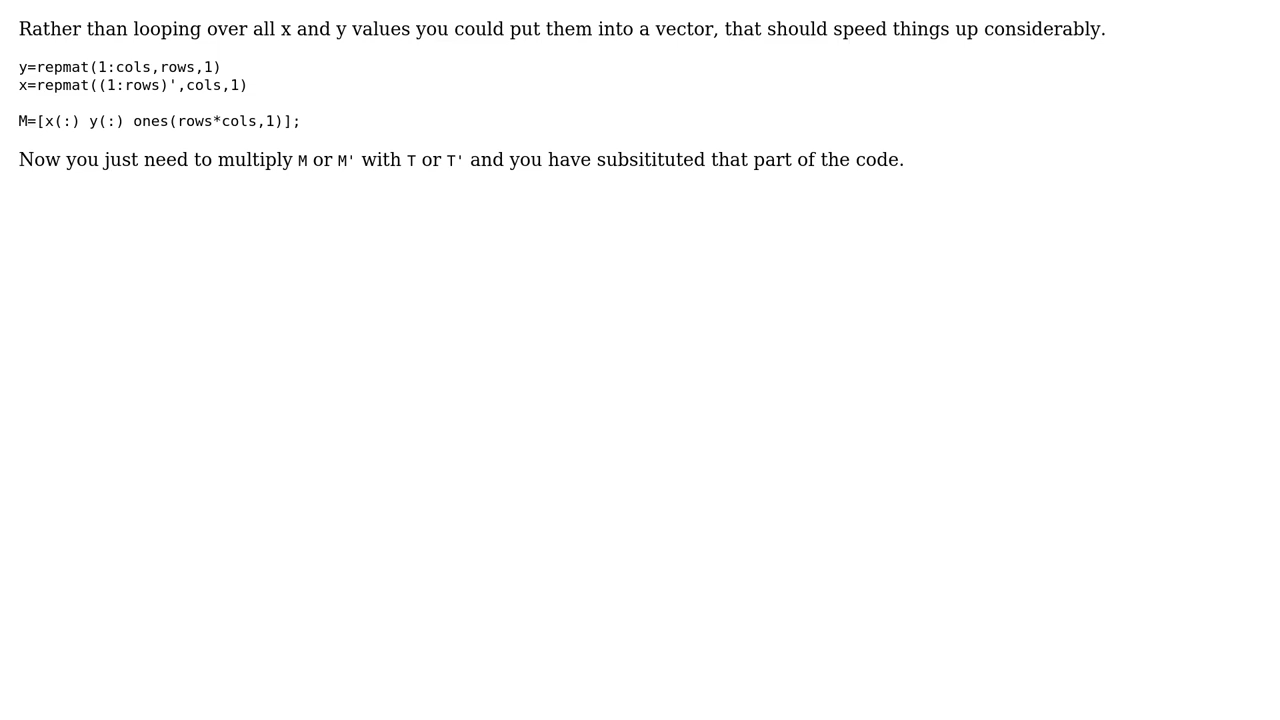 Rather than looping over all x and y values you could put them into a vector, that should speed things up considerably.
y=repmat(1:cols,rows,1)
x=repmat((1:rows)',cols,1)
M=[x(:) y(:) ones(rows*cols,1)];
Now you just need to multiply M or M' with T or T' and you have subsitituted that part of the code.